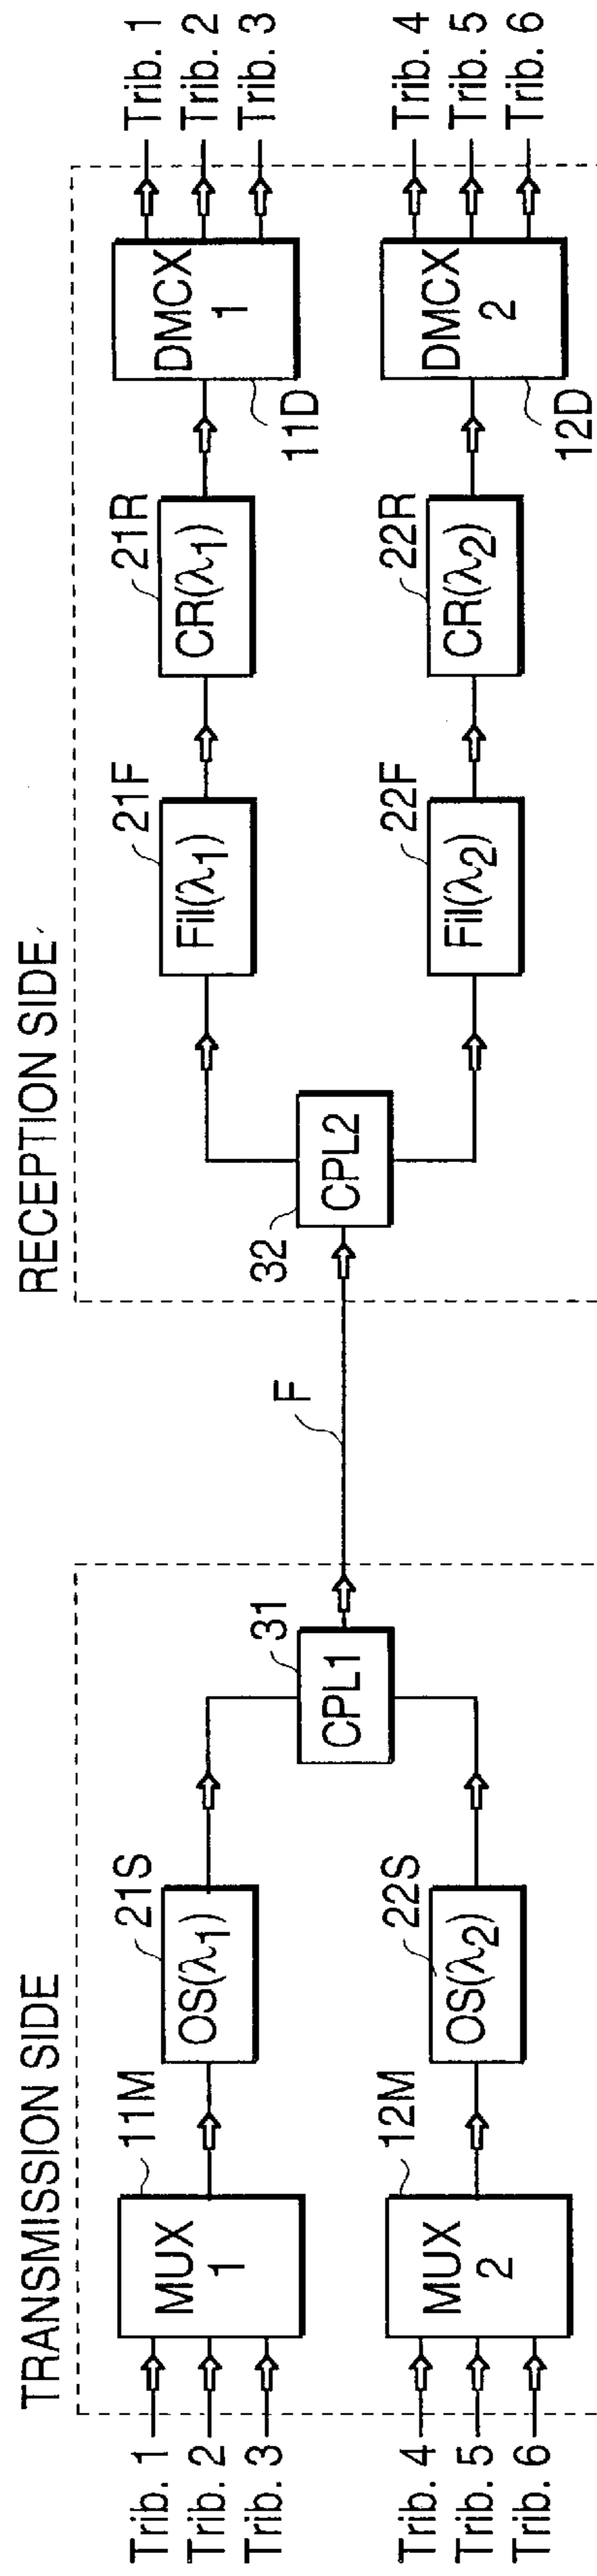 TRANSMISSION SIDE
Trib. 1
Trib. 2
Trib. 3
MUX
1
11M
OS(λ1)
21S
Trib. 4
Trib. 5
Trib. 6
MUX
2
12M
OS(λ2)
22S
CPL1
31
F
RECEPTION SIDE
32
CPL2
Fil(λ1)
21F
CR(λ1)
21R
DMCX
1
11D
Trib. 1
Trib. 2
Trib. 3
Fil(λ2)
22F
CR(λ2)
22R
DMCX
2
12D
Trib. 4
Trib. 5
Trib. 6